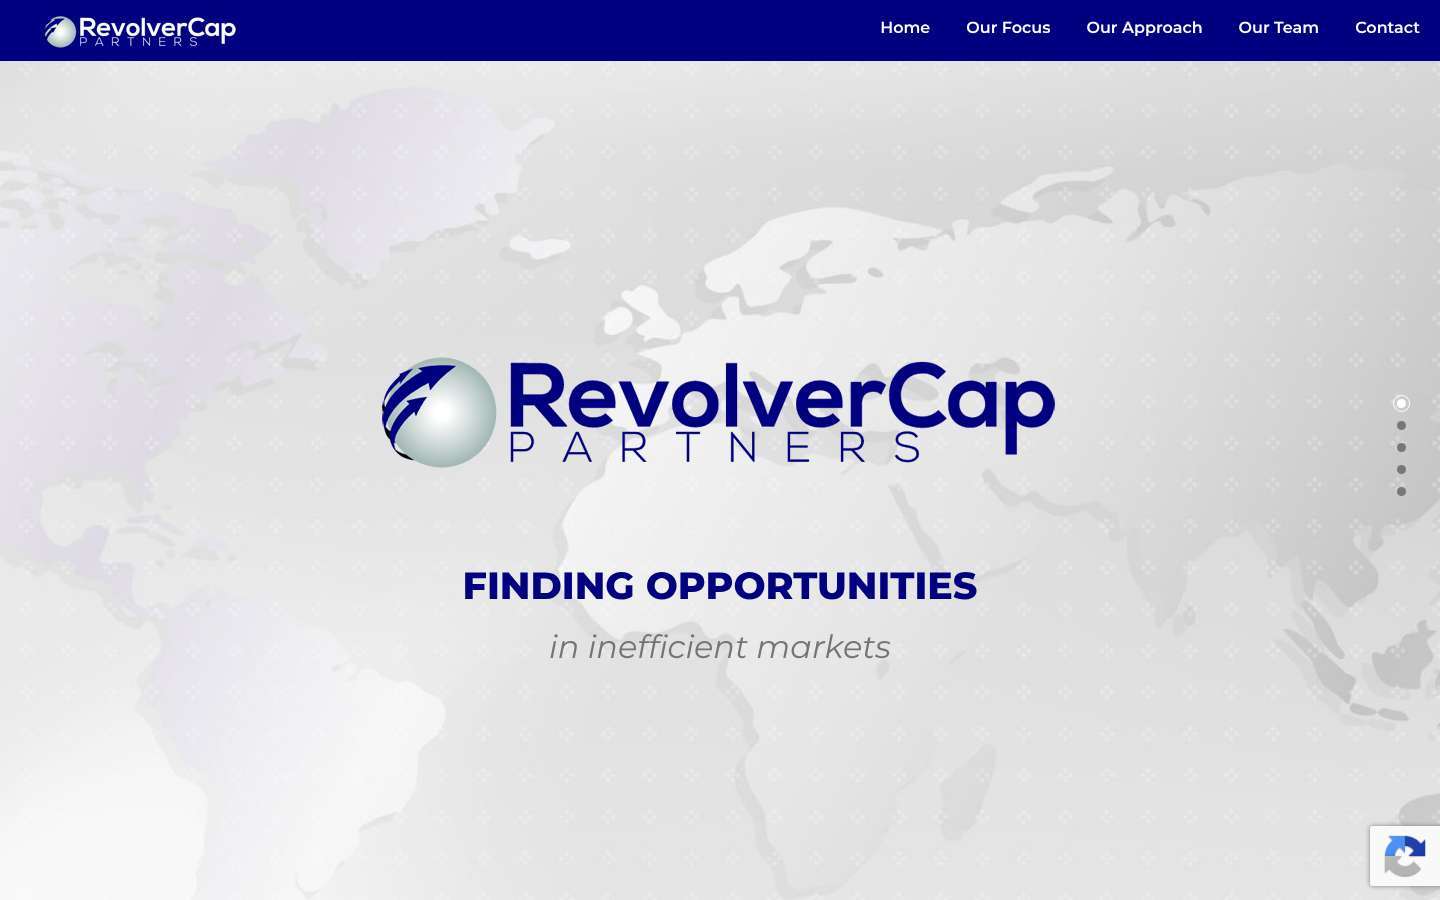 RevolverCap
PARTNERS
Home
Our Focus
Our Approach
Our Team
Contact
RevolverCap
PARTNERS
FINDING OPPORTUNITIES
in inefficient markets